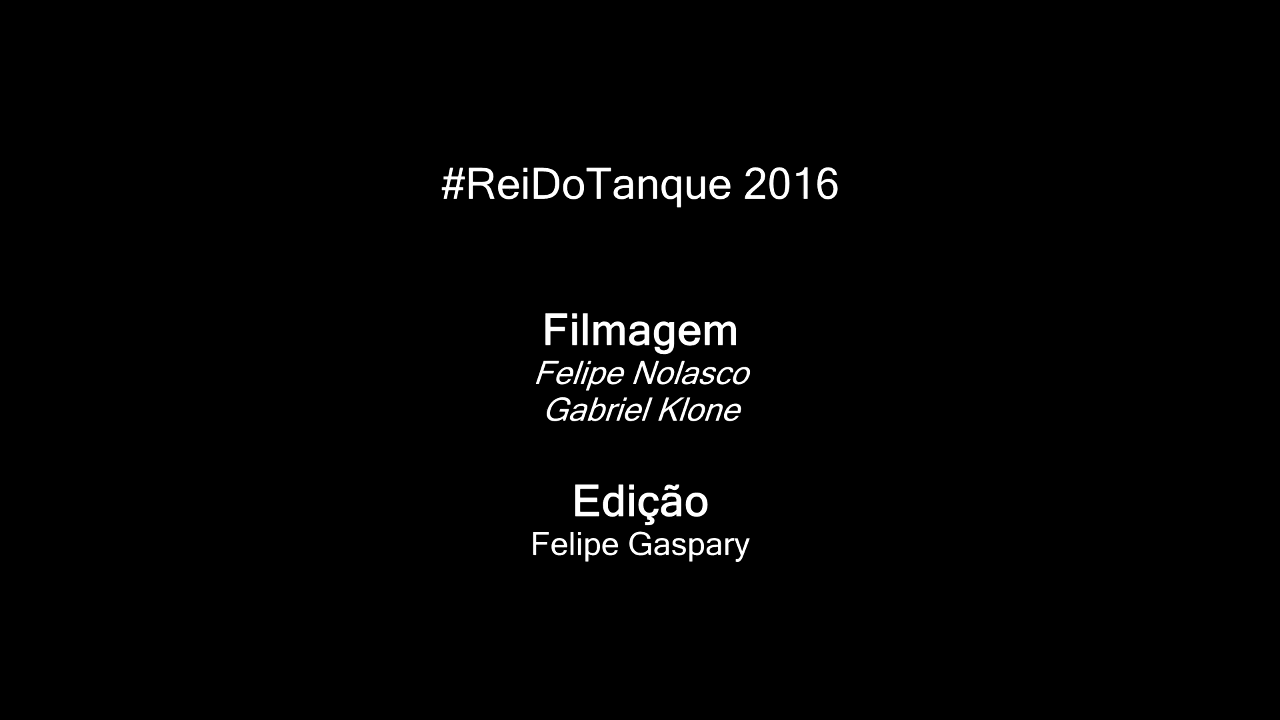 #ReiDoTanque 2016
Filmagem
Felipe Nolasco
Gabriel Klone
Edição
Felipe Gaspary